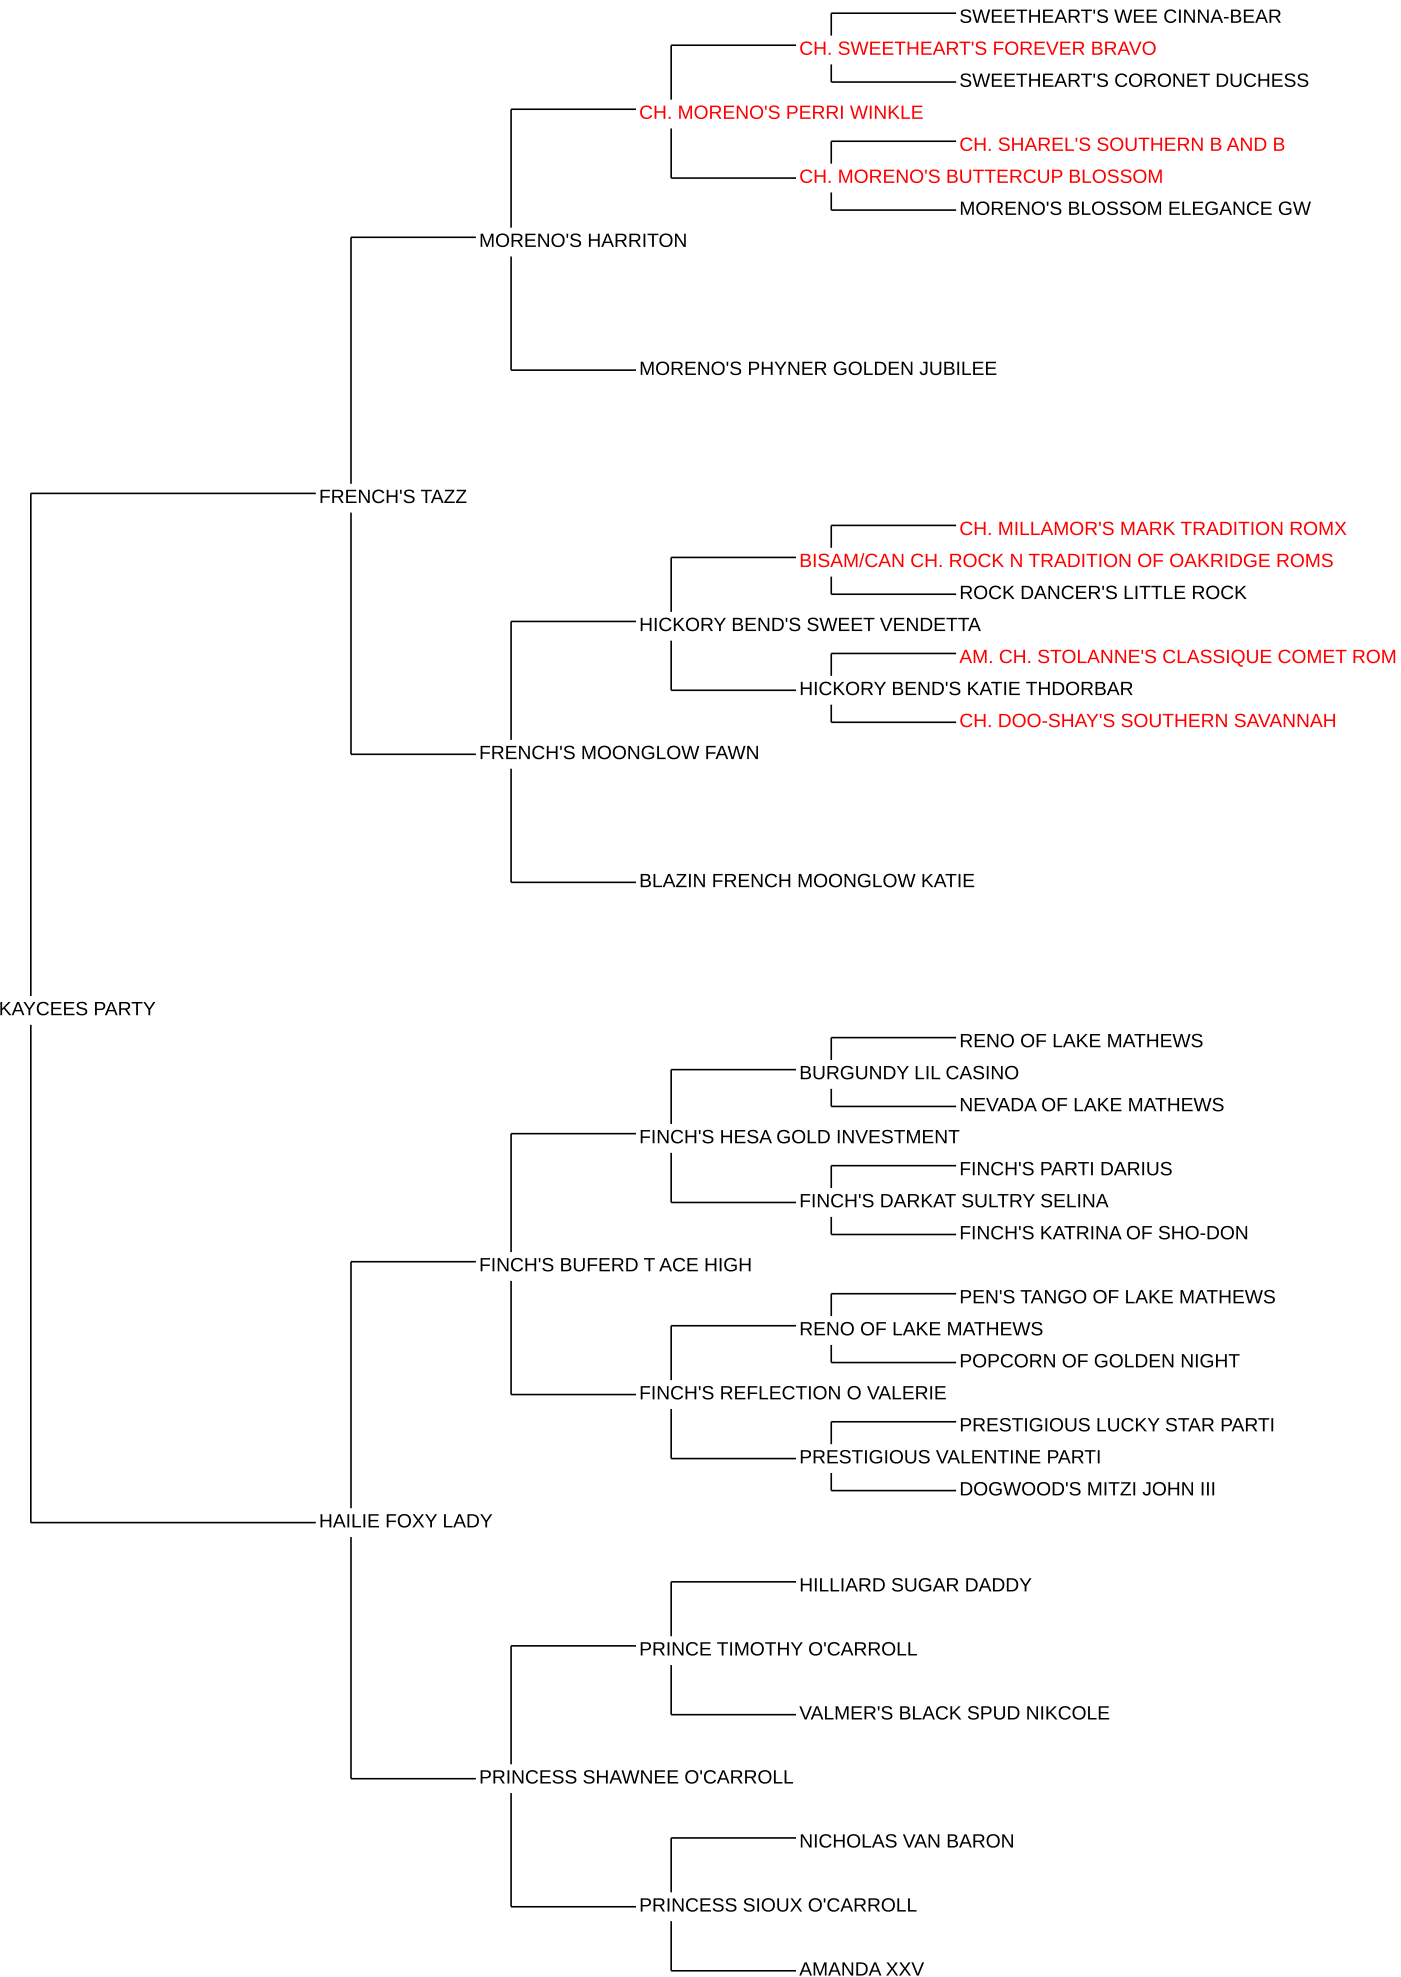 SWEETHEART'S WEE CINNA-BEAR
CH. SWEETHEART'S FOREVER BRAVO
SWEETHEART'S CORONET DUCHESS
CH. MORENO'S PERRI WINKLE
CH. SHAREL'S SOUTHERN B AND B
CH. MORENO'S BUTTERCUP BLOSSOM
MORENO'S BLOSSOM ELEGANCE GW
MORENO'S HARRITON
MORENO'S PHYNER GOLDEN JUBILEE
FRENCH'S TAZZ
CH. MILLAMOR'S MARK TRADITION ROMX
BISAM/CAN CH. ROCK N TRADITION OF OAKRIDGE ROMS
ROCK DANCER'S LITTLE ROCK
HICKORY BEND'S SWEET VENDETTA
AM. CH. STOLANNE'S CLASSIQUE COMET ROM
HICKORY BEND'S KATIE THDORBAR
CH. DOO-SHAY'S SOUTHERN SAVANNAH
FRENCH'S MOONGLOW FAWN
BLAZIN FRENCH MOONGLOW KATIE
KAYCEES PARTY
RENO OF LAKE MATHEWS
BURGUNDY LIL CASINO
NEVADA OF LAKE MATHEWS
FINCH'S HESA GOLD INVESTMENT
FINCH'S PARTI DARIUS
FINCH'S DARKAT SULTRY SELINA
FINCH'S KATRINA OF SHO-DON
FINCH'S BUFERD T ACE HIGH
PEN'S TANGO OF LAKE MATHEWS
RENO OF LAKE MATHEWS
POPCORN OF GOLDEN NIGHT
FINCH'S REFLECTION O VALERIE
PRESTIGIOUS LUCKY STAR PARTI
PRESTIGIOUS VALENTINE PARTI
DOGWOOD'S MITZI JOHN III
HAILIE FOXY LADY
HILLIARD SUGAR DADDY
PRINCE TIMOTHY O'CARROLL
VALMER'S BLACK SPUD NIKCOLE
PRINCESS SHAWNEE O'CARROLL
NICHOLAS VAN BARON
PRINCESS SIOUX O'CARROLL
AMANDA XXV